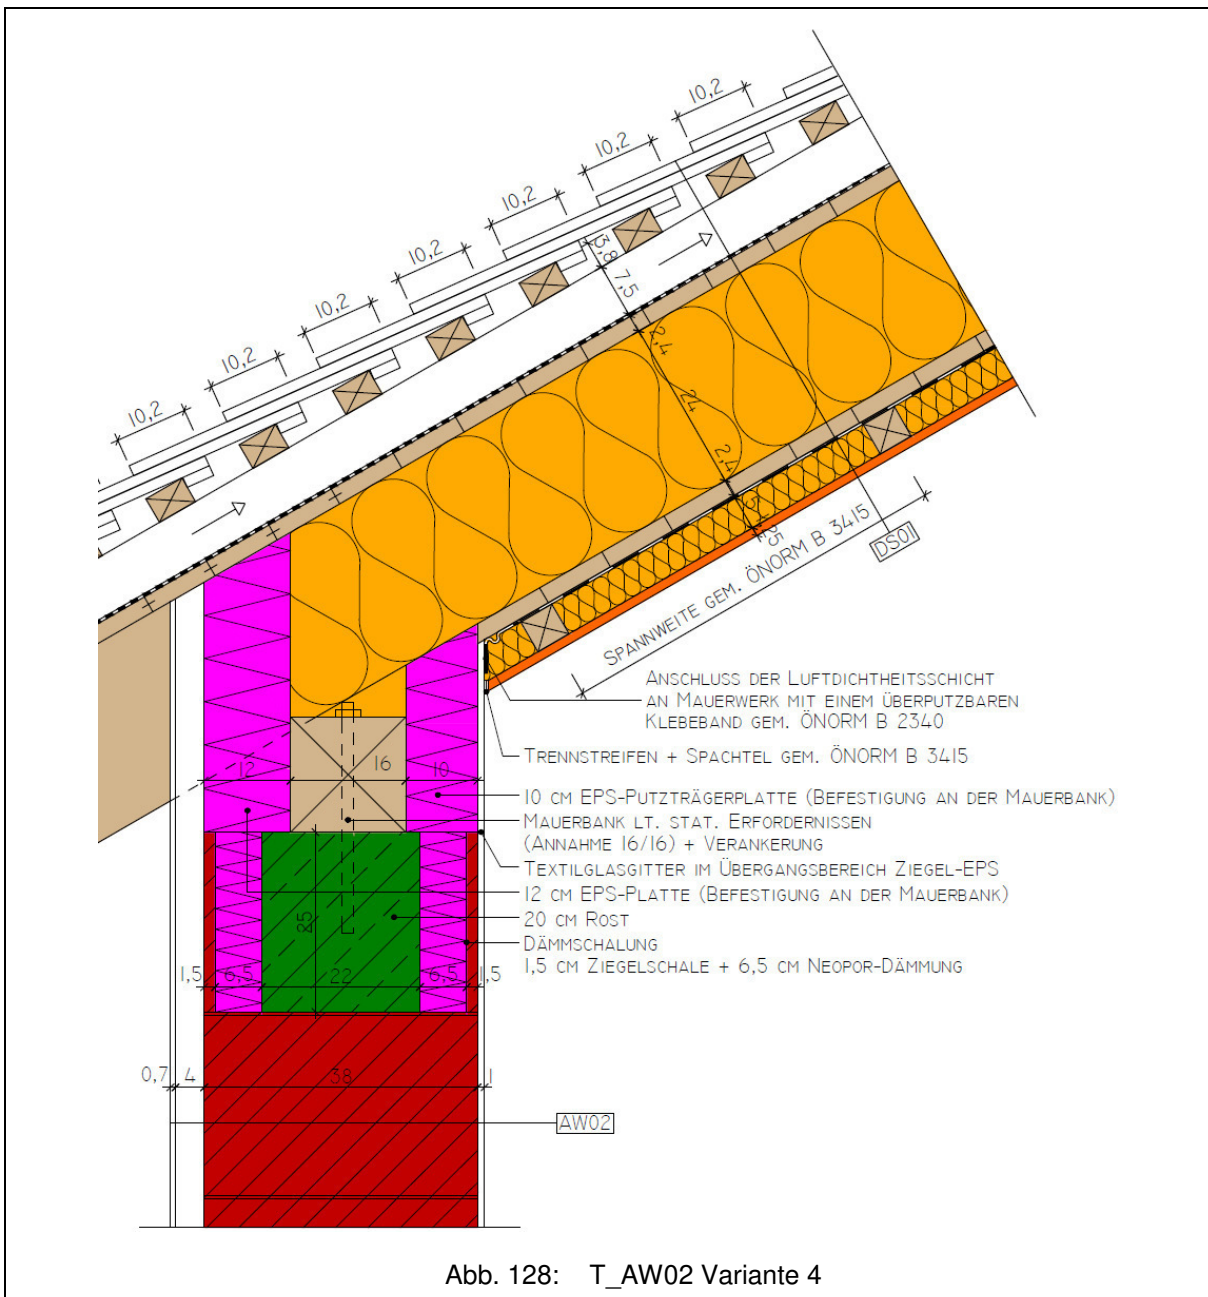 10,2
10,2
10,2
10,2
10,2
10,2
10,2
3,8
7,5
2,4
24
2,4
5
1,25
DS01
SPANNWEITE GEM. ÖNORM B 3415
ANSCHLUSS DER LUFTDICHTHEITSSCHICHT
AN MAUERWERK MIT EINEM ÜBERPUTZBAREN
KLEBEBAND GEM. ÖNORM B 2340
TRENNSTREIFEN + SPACHTEL GEM. ÖNORM B 3415
12 16 10
10 CM EPS-PUTZTRÄGERPLATTE (BEFESTIGUNG AN DER MAUERBANK)
MAUERBANK LT. STAT. ERFORDERNISSEN
(ANNAHME 16/16) + VERANKERUNG
TEXTILGLASGITTER IM ÜBERGANGSBEREICH ZIEGEL-EPS
12 CM EPS-PLATTE (BEFESTIGUNG AN DER MAUERBANK)
20 CM ROST
DÄMMSCHALUNG
1,5 CM ZIEGELSCHALE + 6,5 CM NEOPOR-DÄMMUNG
25
1,5 6,5 22 6,5 1,5
0,7 4 38 1
AW02
Abb. 128: T_AW02 Variante 4